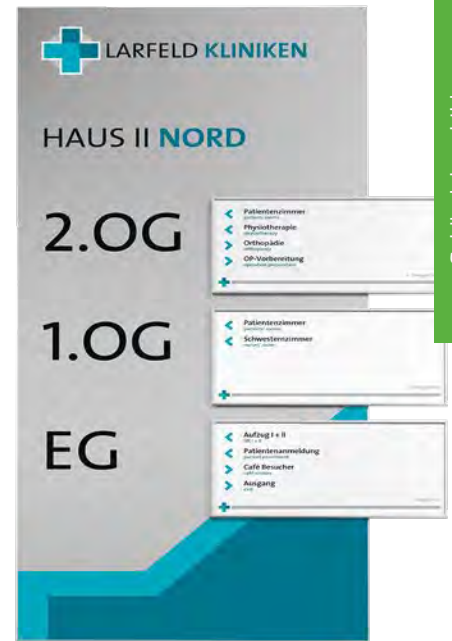 LARFELD KLINIKEN
HAUS II NORD
2.OG
Patientenzimmer
Physiotherapie
Orthopädie
OP-Vorbereitung
1.OG
Patientenzimmer
Schwesternzimmer
EG
Aufzug I + II
Patientenanmeldung
Café Besucher
Ausgang